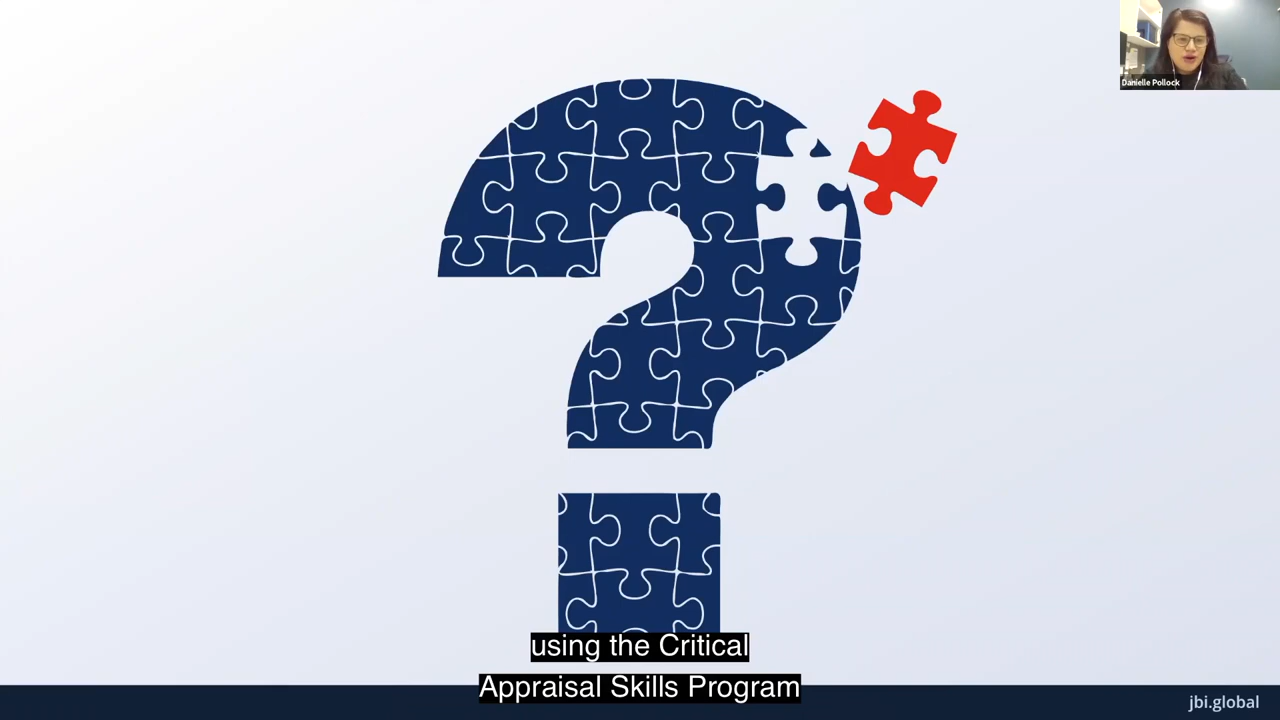 Danielle Pollock
using the Critical
Appraisal Skills Program
jbi.global